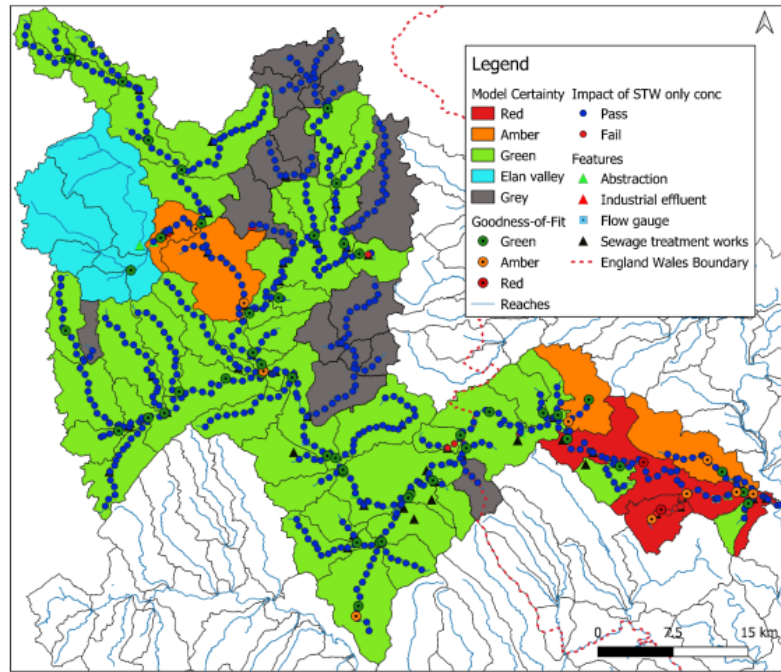 Legend
Model Certainty
Red
Amber
Green
Elan valley
Grey
Goodness-of-Fit
Green
Amber
Red
Reaches
Impact of STW only conc
Pass
Fail
Features
Abstraction
Industrial effluent
Flow gauge
Sewage treatment works
England Wales Boundary
0 7.5 15 km